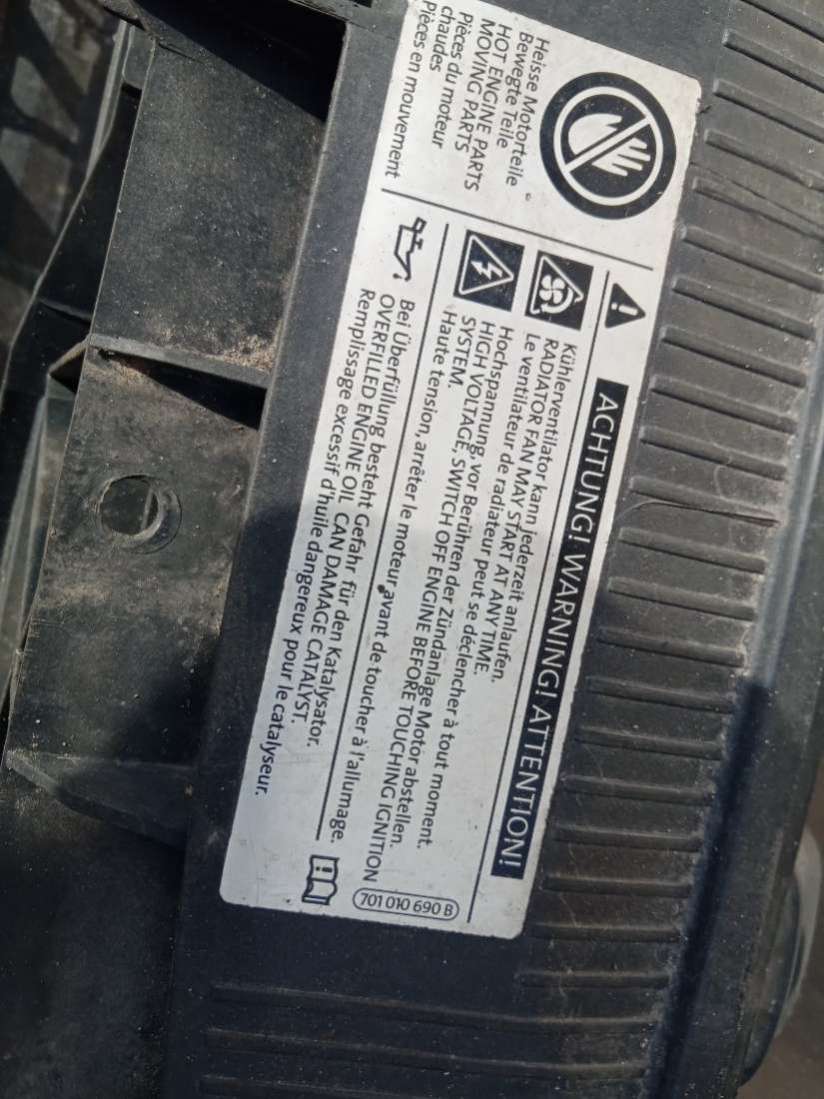 Heisse Motorteile
Bewegte Teile
HOT ENGINE PARTS
MOVING PARTS
Pièces du moteur
chaudes
Pièces en mouvement
ACHTUNG! WARNING! ATTENTION!
Kühlerventilator kann jederzeit anlaufen.
RADIATOR FAN MAY START AT ANY TIME.
Le ventilateur de radiateur peut se déclencher à tout moment.
Hochspannung, vor Berühren der Zündanlage Motor abstellen.
HIGH VOLTAGE, SWITCH OFF ENGINE BEFORE TOUCHING IGNITION
SYSTEM.
Haute tension, arrêter le moteur avant de toucher à l'allumage.
Bei Überfüllung besteht Gefahr für den Katalysator.
OVERFILLED ENGINE OIL CAN DAMAGE CATALYST.
Remplissage excessif d'huile dangereux pour le catalyseur.
701 010 690 B